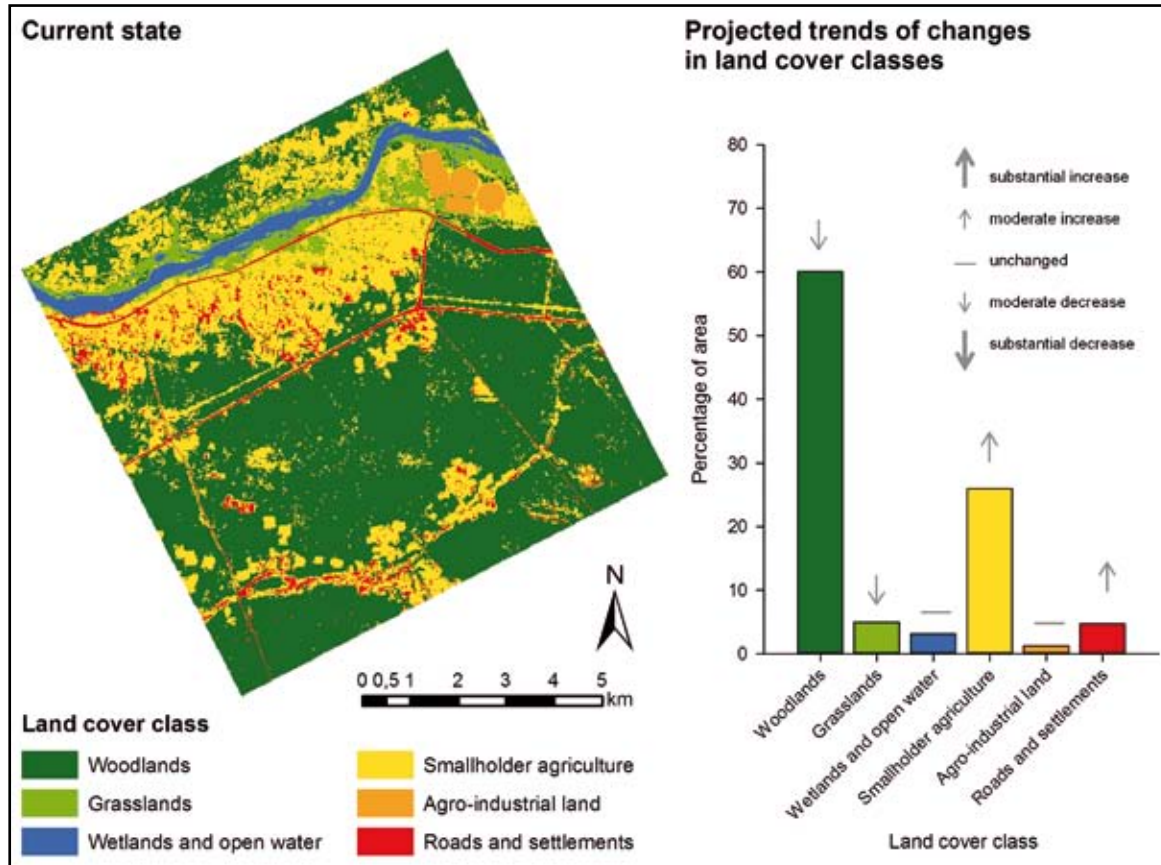 Current state
N
0 0,5 1 2 3 4 5
km
Land cover class
Woodlands
Grasslands
Wetlands and open water
Smallholder agriculture
Agro-industrial land
Roads and settlements
Projected trends of changes
in land cover classes
80
70
60
50
40
30
20
10
0
Percentage of area
substantial increase
moderate increase
unchanged
moderate decrease
substantial decrease
Woodlands
Grasslands
Wetlands and open water
Smallholder agriculture
Agro-industrial land
Roads and settlements
Land cover class